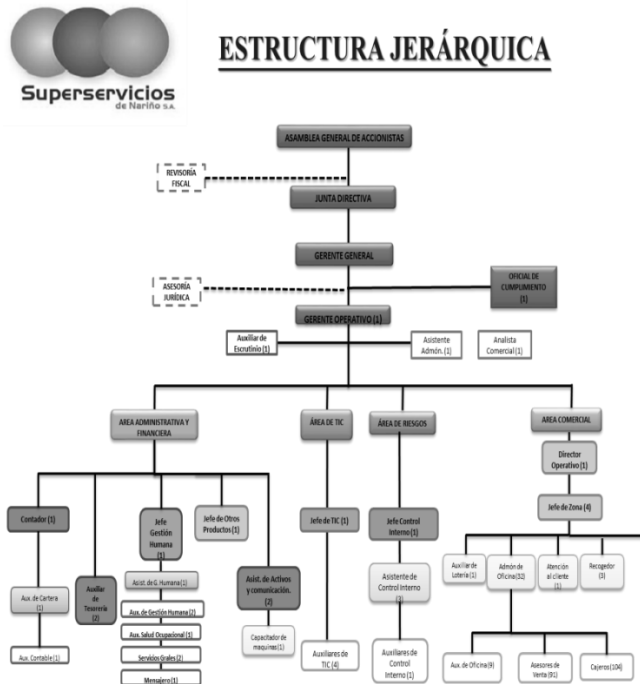 ESTRUCTURA JERÁRQUICA
Superservicios
de Nariño S.A.
ASAMBLEA GENERAL DE ACCIONISTAS
REVISORÍA
FISCAL
JUNTA DIRECTIVA
GERENTE GENERAL
ASESORÍA
JURÍDICA
OFICIAL DE
CUMPLIMIENTO
(1)
GERENTE OPERATIVO (1)
Auxiliar de
Escrutinio (1)
Asistente
Admón. (1)
Analista
Comercial (1)
AREA ADMINISTRATIVA Y
FINANCIERA
ÁREA DE TIC
ÁREA DE RIESGOS
AREA COMERCIAL
Director
Operativo (1)
Contador (1)
Jefe
Gestión
Humana
(1)
Jefe de Otros
Productos (1)
Jefe de TIC (1)
Jefe Control
Interno (1)
Jefe de Zona (4)
Aux. de Cartera
(1)
Auxiliar
de
Tesorería
(2)
Asist. de G. Humana (1)
Asist. de Activos
y comunicación.
(2)
Asistente de
Control Interno
(3)
Auxiliar de
Lotería (1)
Admón de
Oficina (32)
Atención
al cliente
(1)
Recogedor
(3)
Aux. de Gestión Humana (2)
Aux. Salud Ocupacional (1)
Servicios Grales (2)
Mensajero (1)
Capacitador de
maquinas (1)
Aux. Contable (1)
Auxiliares de
TIC (4)
Auxiliares de
Control
Interno (1)
Aux. de Oficina (9)
Asesores de
Venta (91)
Cajeros (104)